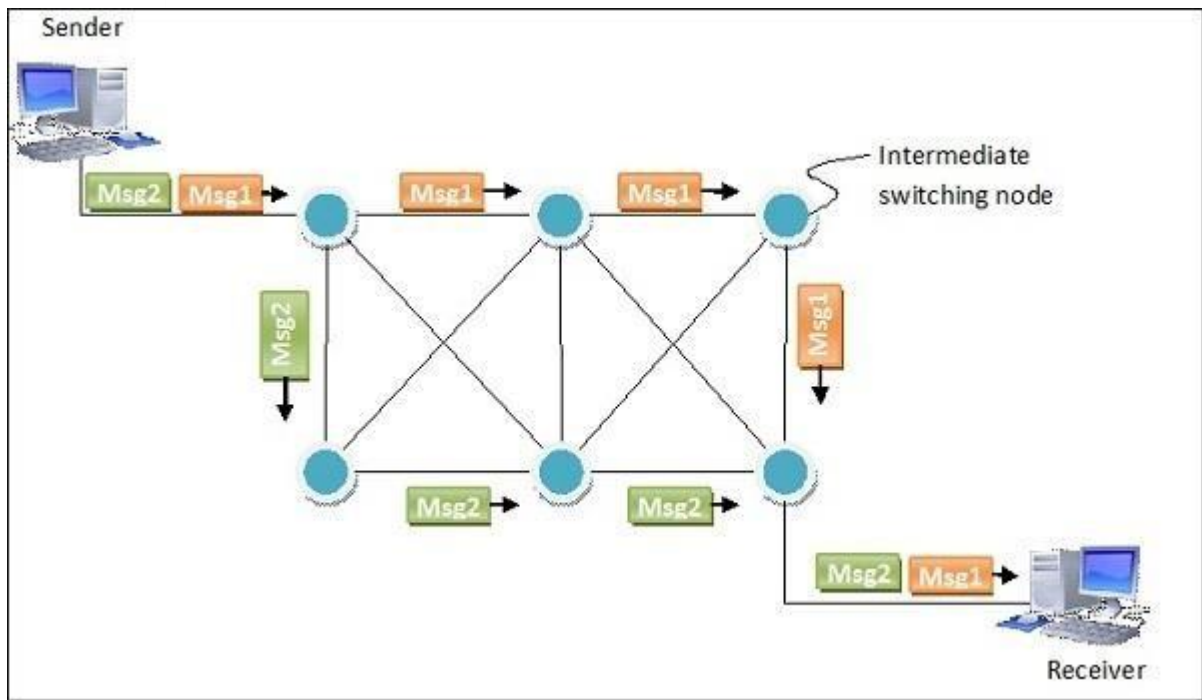 Sender
Msg2 Msg1
Msg1
Msg1
Intermediate
switching node
Msg2
Msg1
Msg2
Msg2
Msg2 Msg1
Receiver